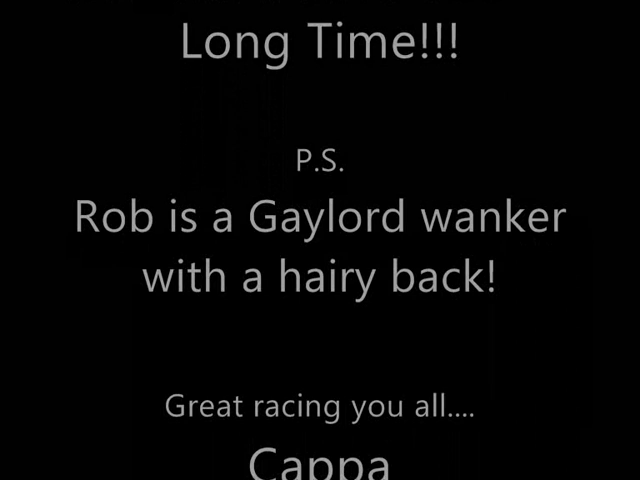 Long Time!!!
P.S.
Rob is a Gaylord wanker
with a hairy back!
Great racing you all....
Cappa